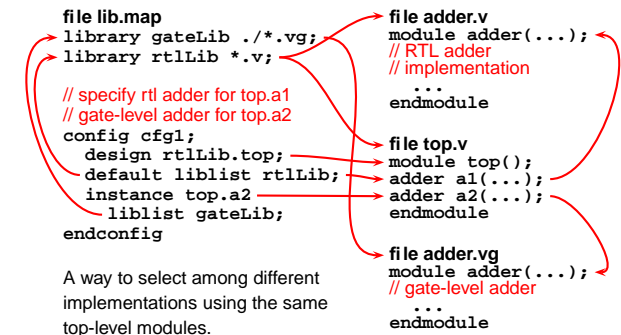 file lib.map
library gateLib ./*.vg;
library rtlLib *.v;
// specify rtl adder for top.a1
// gate-level adder for top.a2
config cfg1;
design rtlLib.top;
default liblist rtlLib;
instance top.a2
liblist gateLib;
endconfig
A way to select among different
implementations using the same
top-level modules.
file adder.v
module adder(...);
// RTL adder
// implementation
...
endmodule
file top.v
module top();
adder a1(...);
adder a2(...);
endmodule
file adder.vg
module adder(...);
// gate-level adder
...
endmodule